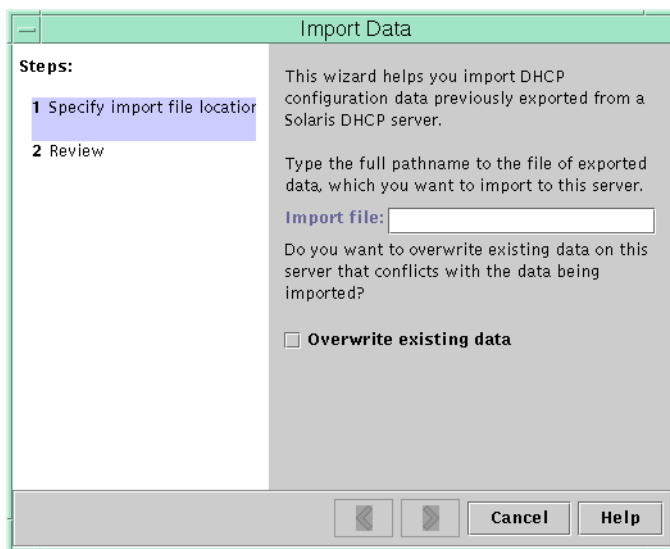 Import Data
Steps:
1 Specify import file location
2 Review
This wizard helps you import DHCP
configuration data previously exported from a
Solaris DHCP server.
Type the full pathname to the file of exported
data, which you want to import to this server.
Import file:
Do you want to overwrite existing data on this
server that conflicts with the data being
imported?
Overwrite existing data
Cancel
Help